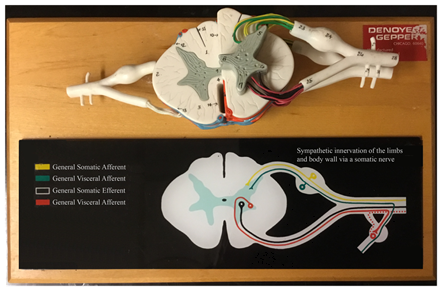 DENOYER
GEPPERT
CHICAGO
Sympathetic innervation of the limbs
and body wall via a somatic nerve
General Somatic Afferent
General Visceral Afferent
General Somatic Efferent
General Visceral Afferent